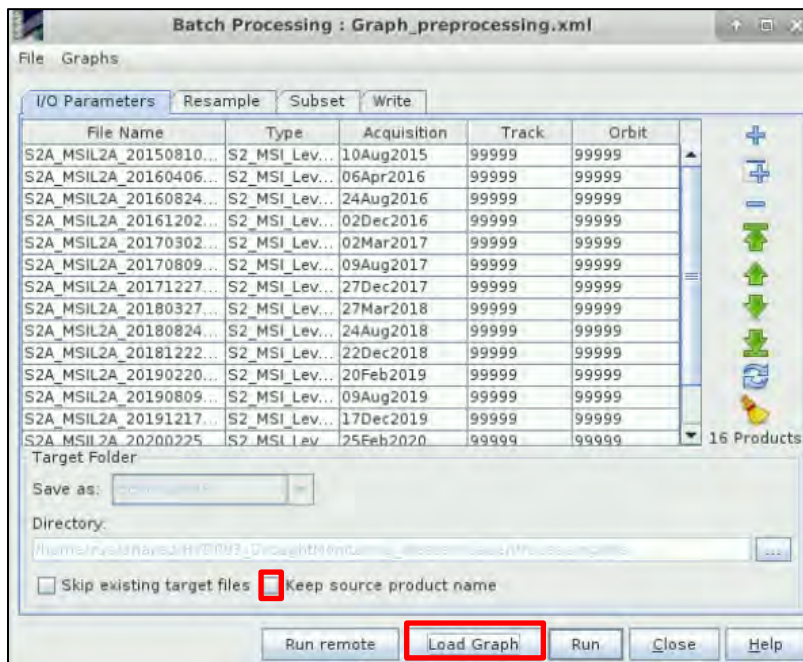 Batch Processing : Graph_preprocessing.xml
File Graphs
I/O Parameters Resample Subset Write
File Name Type Acquisition Track Orbit
S2A_MSIL2A_20150810... S2_MSI_Lev... 10Aug2015 99999 99999
S2A_MSIL2A_20160406... S2_MSI_Lev... 06Apr2016 99999 99999
S2A_MSIL2A_20160824... S2_MSI_Lev... 24Aug2016 99999 99999
S2A_MSIL2A_20161202... S2_MSI_Lev... 02Dec2016 99999 99999
S2A_MSIL2A_20170302... S2_MSI_Lev... 02Mar2017 99999 99999
S2A_MSIL2A_20170809... S2_MSI_Lev... 09Aug2017 99999 99999
S2A_MSIL2A_20171227... S2_MSI_Lev... 27Dec2017 99999 99999
S2A_MSIL2A_20180327... S2_MSI_Lev... 27Mar2018 99999 99999
S2A_MSIL2A_20180824... S2_MSI_Lev... 24Aug2018 99999 99999
S2A_MSIL2A_20181222... S2_MSI_Lev... 22Dec2018 99999 99999
S2A_MSIL2A_20190220... S2_MSI_Lev... 20Feb2019 99999 99999
S2A_MSIL2A_20190809... S2_MSI_Lev... 09Aug2019 99999 99999
S2A_MSIL2A_20191217... S2_MSI_Lev... 17Dec2019 99999 99999
S2A_MSIL2A_20200225... S2_MSI_Lev... 25Feb2020 99999 99999
16 Products
Target Folder
Save as:
Directory:
...
Skip existing target files Keep source product name
Run remote Load Graph Run Close Help